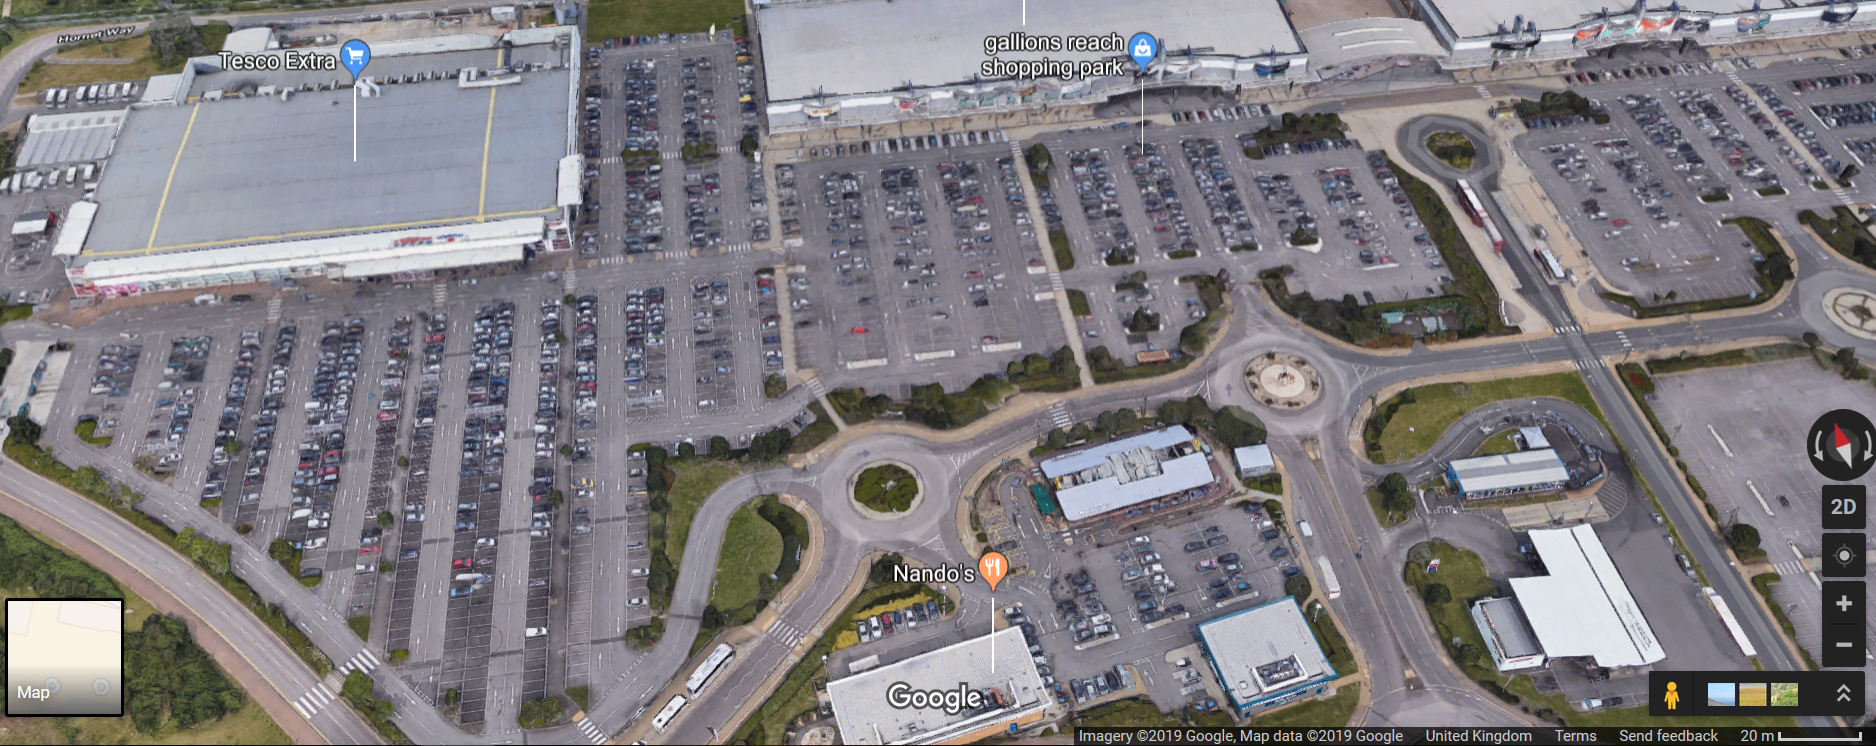 Hornet Way
Tesco Extra
gallions reach
shopping park
Nando's
2D
Map
Google
Imagery ©2019 Google, Map data ©2019 Google United Kingdom Terms Send feedback 20 m